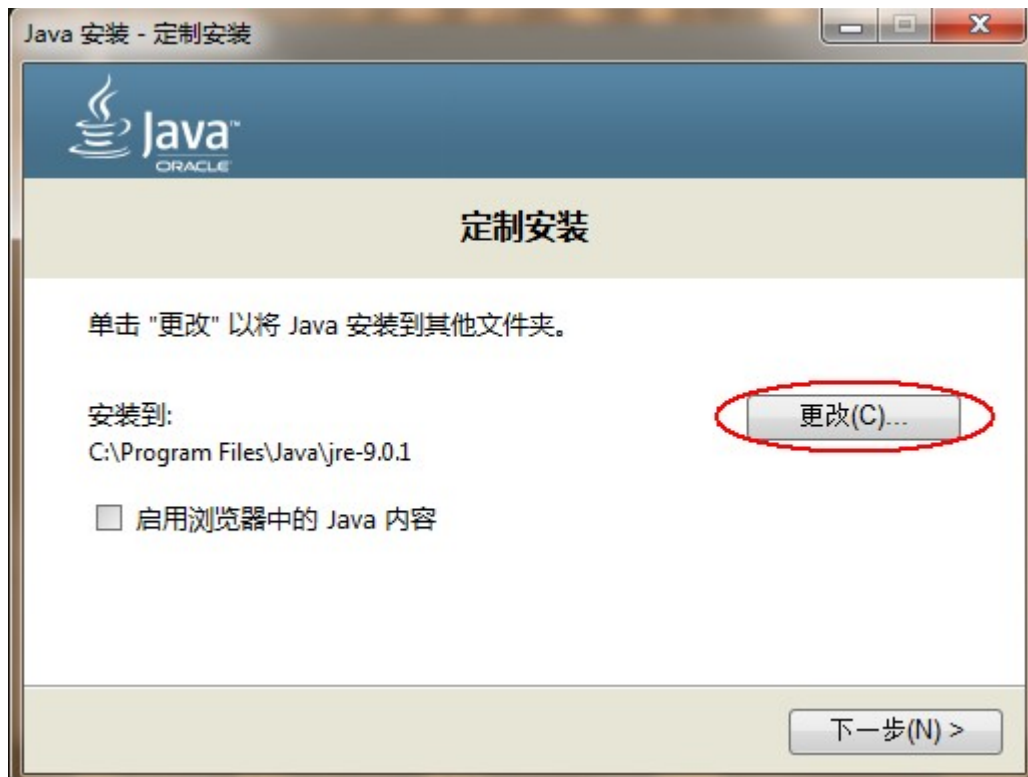 Java 安装 - 定制安装
Java™
ORACLE
定制安装
单击 "更改" 以将 Java 安装到其他文件夹。
安装到:
更改(C)...
C:\Program Files\Java\jre-9.0.1
启用浏览器中的 Java 内容
下一步(N) >